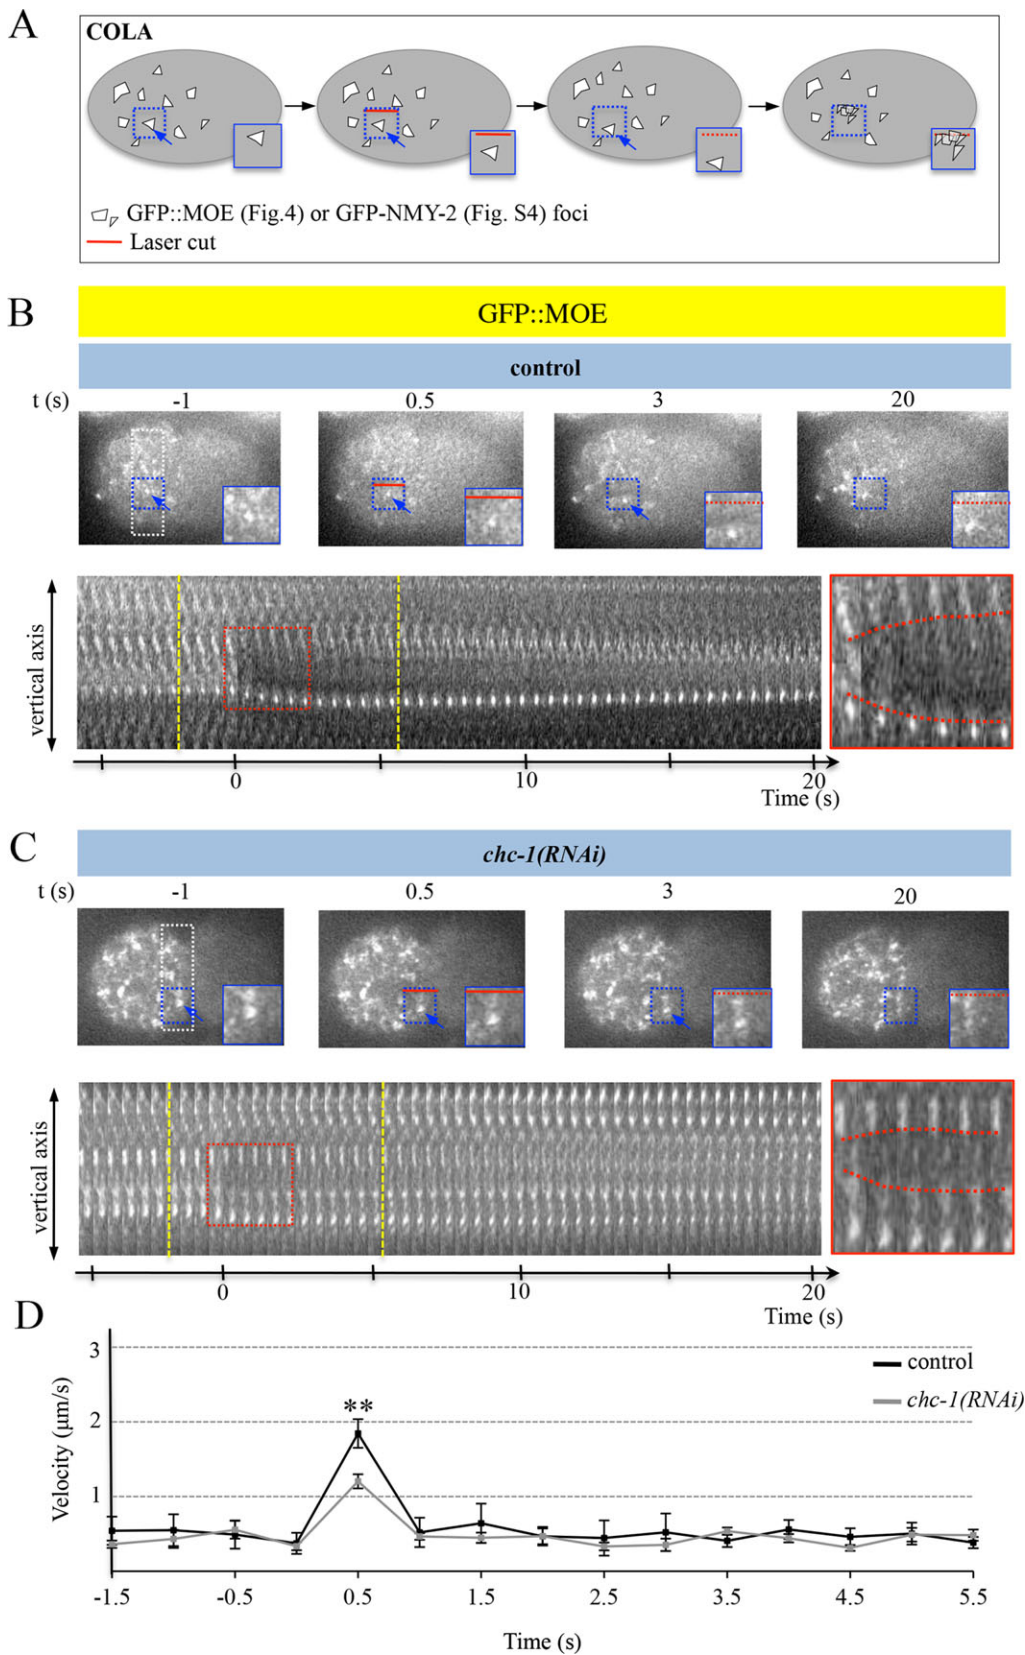 A
COLA
GFP::MOE (Fig.4) or GFP-NMY-2 (Fig. S4) foci
Laser cut
B
GFP::MOE
control
t (s) -1 0.5 3 20
vertical axis
0 10 20
Time (s)
C
chc-1(RNAi)
t (s) -1 0.5 3 20
vertical axis
0 10 20
Time (s)
D
3
2
1
Velocity (µm/s)
**
control
chc-1(RNAi)
-1.5 -0.5 0.5 1.5 2.5 3.5 4.5 5.5
Time (s)